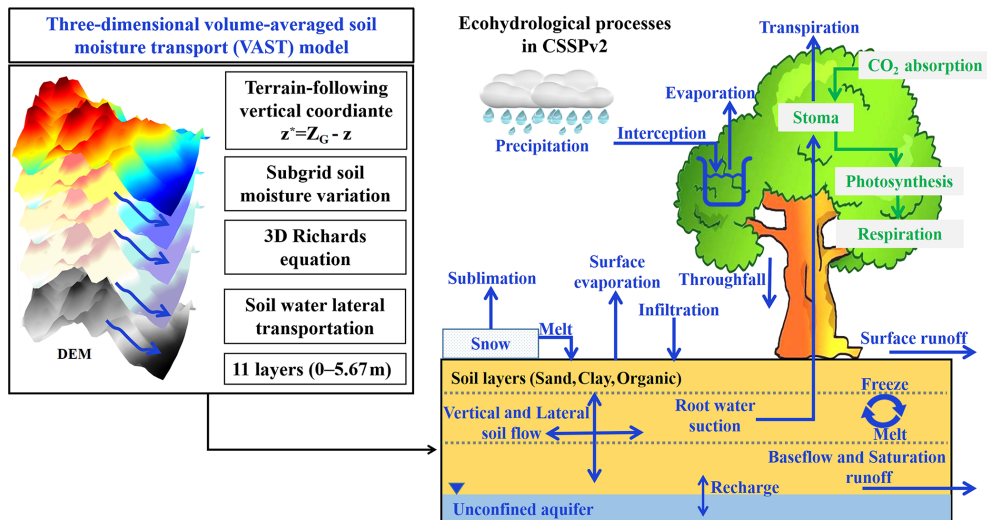 Three-dimensional volume-averaged soil
moisture transport (VAST) model
Terrain-following
vertical coordiante
z*=Z_G - z
Subgrid soil
moisture variation
3D Richards
equation
Soil water lateral
transportation
11 layers (0–5.67 m)
DEM
Ecohydrological processes
in CSSPv2
Precipitation
Interception
Evaporation
Transpiration
CO₂ absorption
Stoma
Photosynthesis
Respiration
Throughfall
Sublimation
Snow
Melt
Surface
evaporation
Infiltration
Surface runoff
Soil layers (Sand, Clay, Organic)
Vertical and Lateral
soil flow
Root water
suction
Freeze
Melt
Baseflow and Saturation
runoff
Recharge
Unconfined aquifer